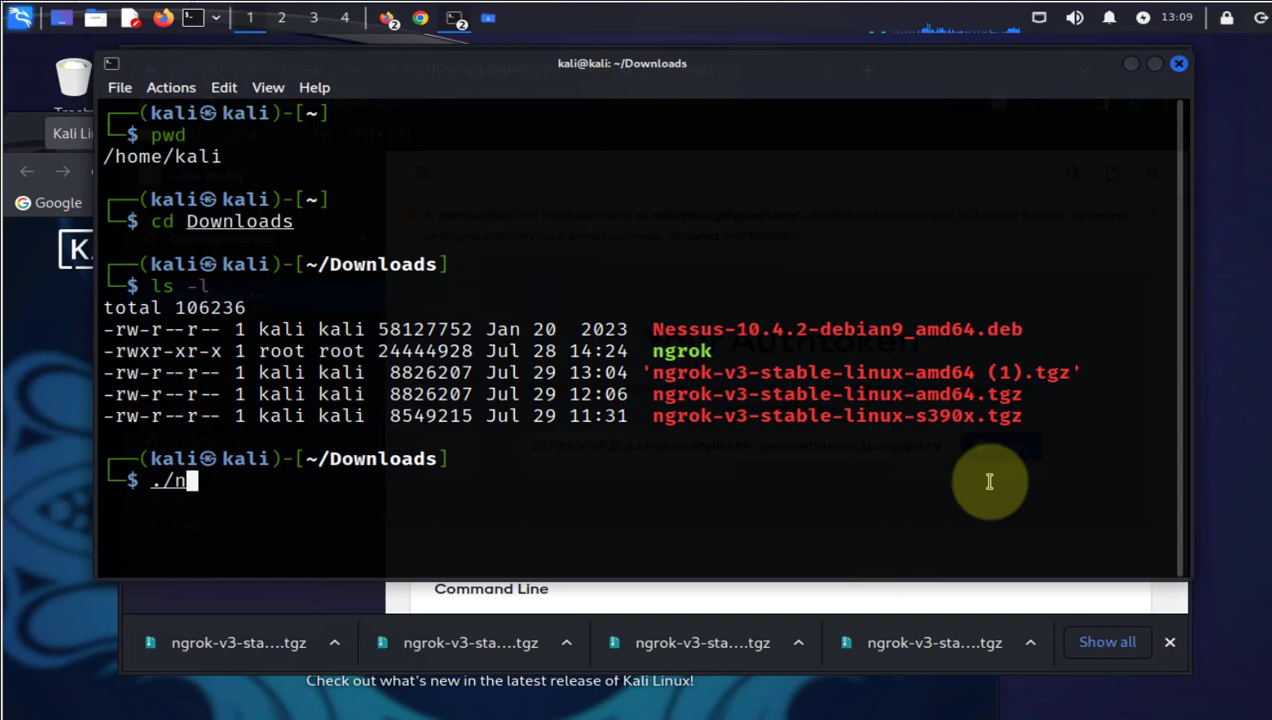 1 2 3 4 2 2 13:09
kali@kali: ~/Downloads
File Actions Edit View Help
Kali Li
Google
┌──(kali㉿kali)-[~]
└─$ pwd
/home/kali
┌──(kali㉿kali)-[~]
└─$ cd Downloads
┌──(kali㉿kali)-[~/Downloads]
└─$ ls -l
total 106236
-rw-r--r-- 1 kali kali 58127752 Jan 20  2023 Nessus-10.4.2-debian9_amd64.deb
-rwxr-xr-x 1 root root 24444928 Jul 28 14:24 ngrok
-rw-r--r-- 1 kali kali  8826207 Jul 29 13:04 'ngrok-v3-stable-linux-amd64 (1).tgz'
-rw-r--r-- 1 kali kali  8826207 Jul 29 12:06 ngrok-v3-stable-linux-amd64.tgz
-rw-r--r-- 1 kali kali  8549215 Jul 29 11:31 ngrok-v3-stable-linux-s390x.tgz
┌──(kali㉿kali)-[~/Downloads]
└─$ ./n
Command Line
ngrok-v3-sta....tgz ngrok-v3-sta....tgz ngrok-v3-sta....tgz ngrok-v3-sta....tgz Show all
Check out what's new in the latest release of Kali Linux!